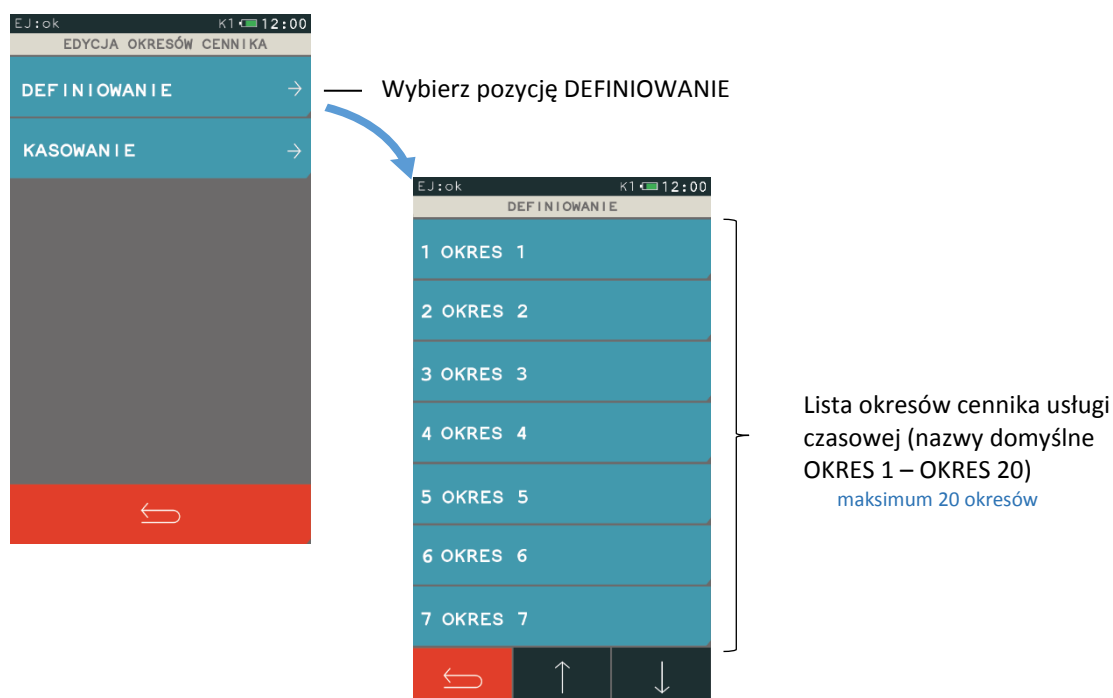 EJ:ok K1 12:00
EDYCJA OKRESÓW CENNIKA
DEFINIOWANIE
KASOWANIE
Wybierz pozycję DEFINIOWANIE
EJ:ok K1 12:00
DEFINIOWANIE
1 OKRES 1
2 OKRES 2
3 OKRES 3
4 OKRES 4
5 OKRES 5
6 OKRES 6
7 OKRES 7
Lista okresów cennika usługi
czasowej (nazwy domyślne
OKRES 1 – OKRES 20)
maksimum 20 okresów